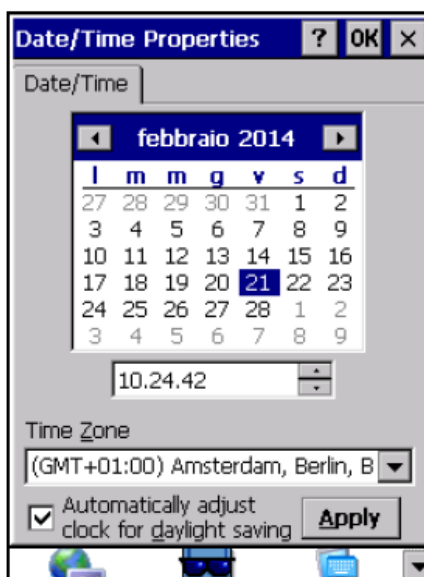 Date/Time Properties ? OK ×
Date/Time
febbraio 2014
l m m g v s d
27 28 29 30 31 1 2
3 4 5 6 7 8 9
10 11 12 13 14 15 16
17 18 19 20 21 22 23
24 25 26 27 28 1 2
3 4 5 6 7 8 9
10.24.42
Time Zone
(GMT+01:00) Amsterdam, Berlin, B
Automatically adjust
clock for daylight saving
Apply